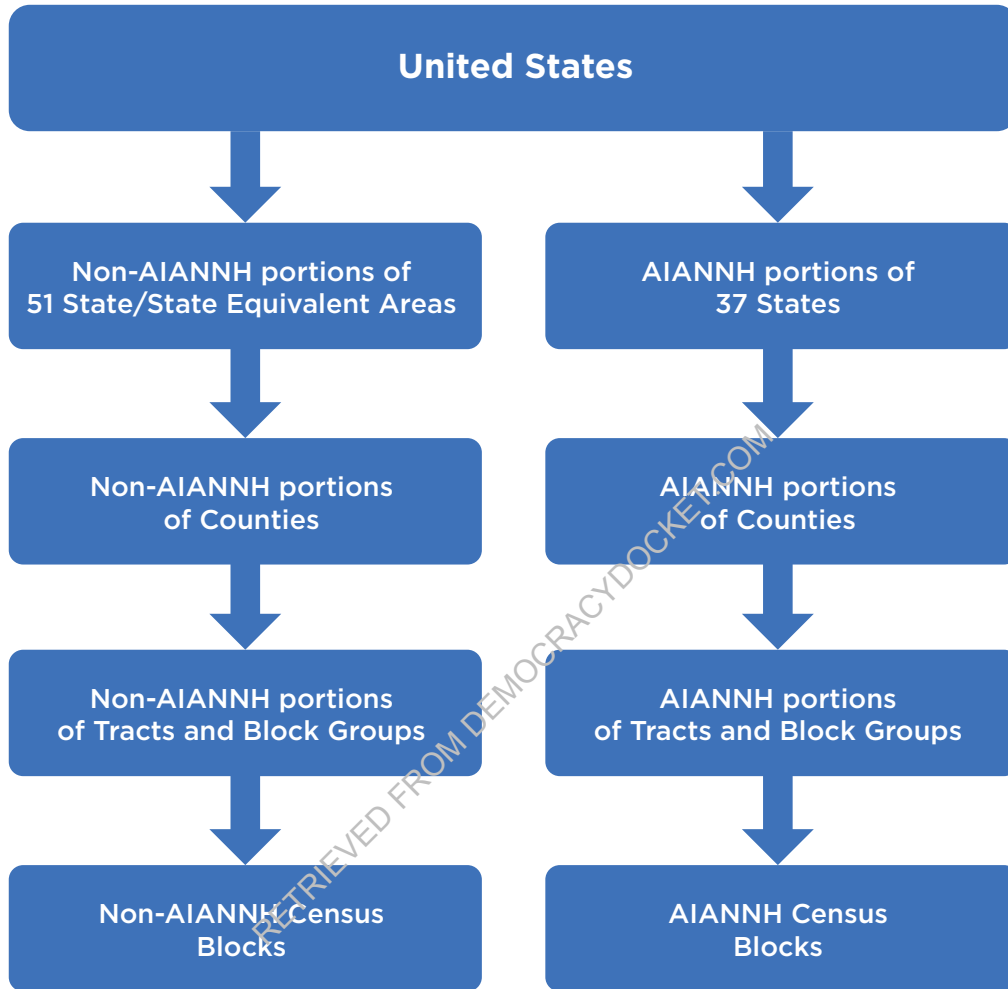 United States
Non-AIANNH portions of
51 State/State Equivalent Areas
AIANNH portions of
37 States
Non-AIANNH portions
of Counties
AIANNH portions
of Counties
Non-AIANNH portions
of Tracts and Block Groups
AIANNH portions
of Tracts and Block Groups
Non-AIANNH Census
Blocks
AIANNH Census
Blocks
RETRIEVED FROM DEMOCRACYDOCKET.COM